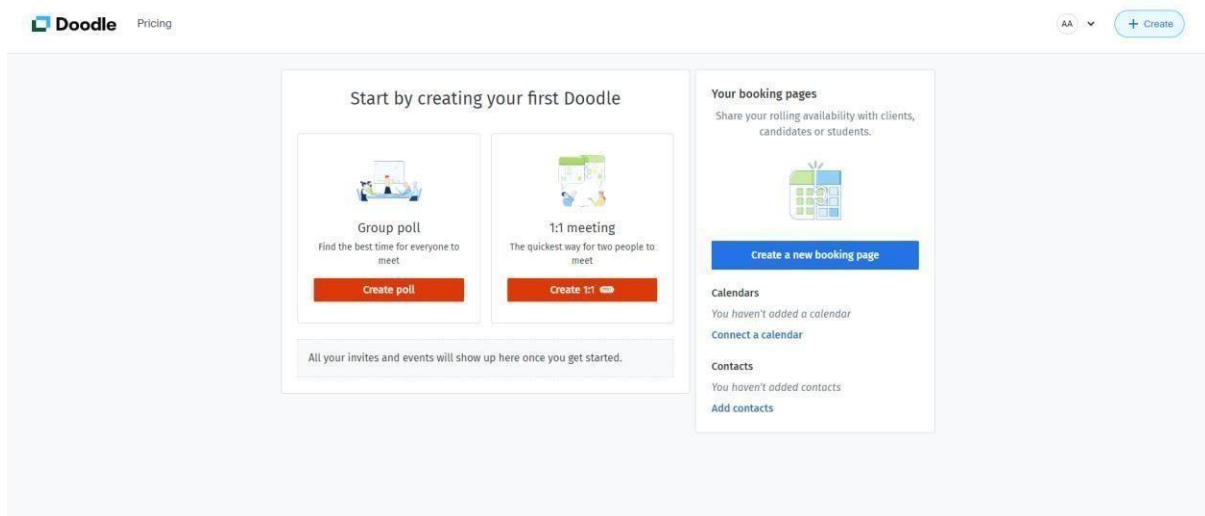 Doodle
Pricing
AA
+ Create
Start by creating your first Doodle
Group poll
Find the best time for everyone to
meet
Create poll
1:1 meeting
The quickest way for two people to
meet
Create 1:1
All your invites and events will show up here once you get started.
Your booking pages
Share your rolling availability with clients,
candidates or students.
Create a new booking page
Calendars
You haven't added a calendar
Connect a calendar
Contacts
You haven't added contacts
Add contacts